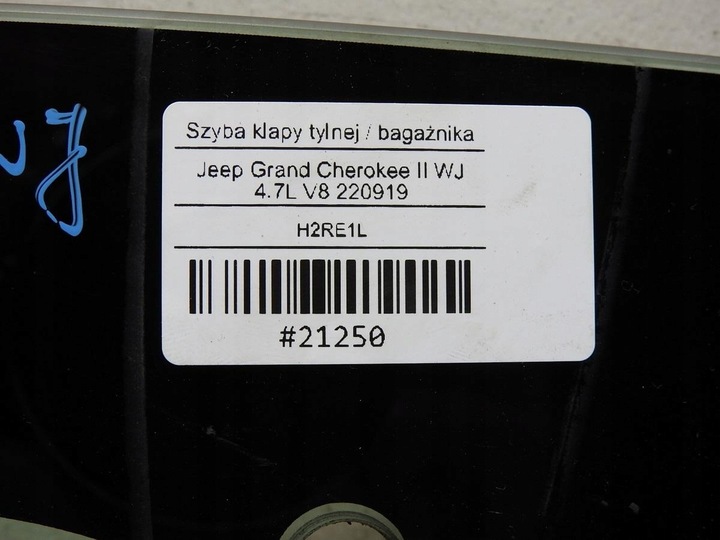 Szyba klapy tylnej / bagażnika
Jeep Grand Cherokee II WJ
4.7L V8 220919
H2RE1L
#21250